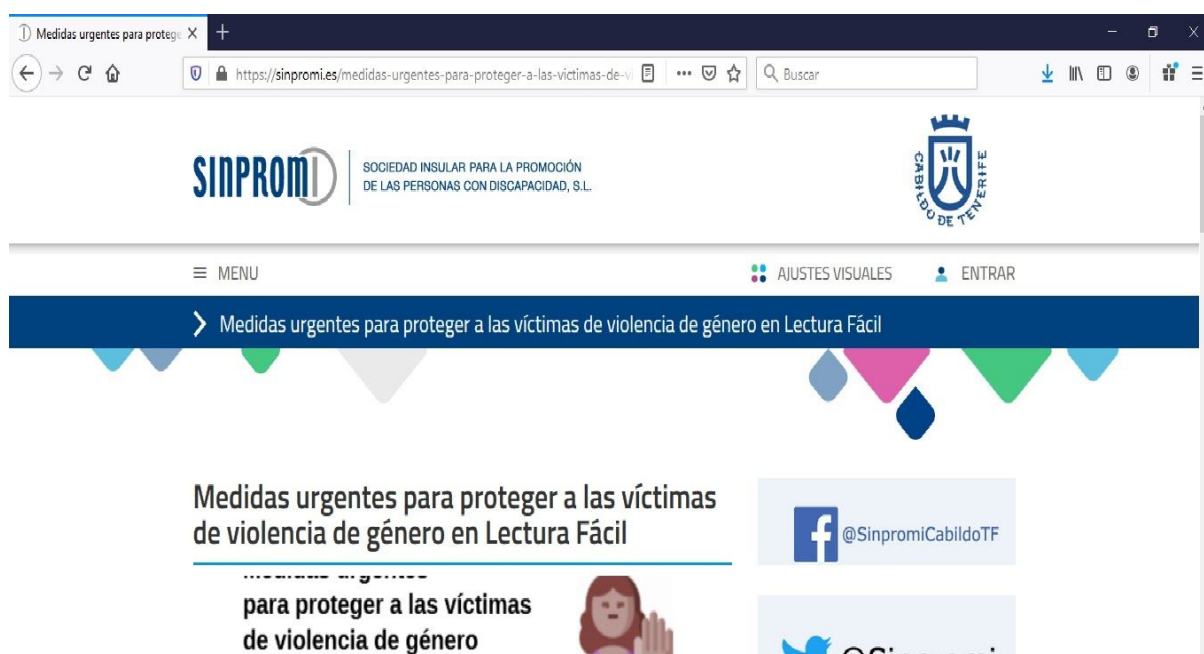 Medidas urgentes para protege
https://sinpromi.es/medidas-urgentes-para-proteger-a-las-victimas-de-vi
Buscar
SINPROMI
SOCIEDAD INSULAR PARA LA PROMOCIÓN
DE LAS PERSONAS CON DISCAPACIDAD, S.L.
CABILDO DE TENERIFE
MENU
AJUSTES VISUALES
ENTRAR
Medidas urgentes para proteger a las víctimas de violencia de género en Lectura Fácil
Medidas urgentes para proteger a las víctimas
de violencia de género en Lectura Fácil
@SinpromiCabildoTF
para proteger a las víctimas
de violencia de género